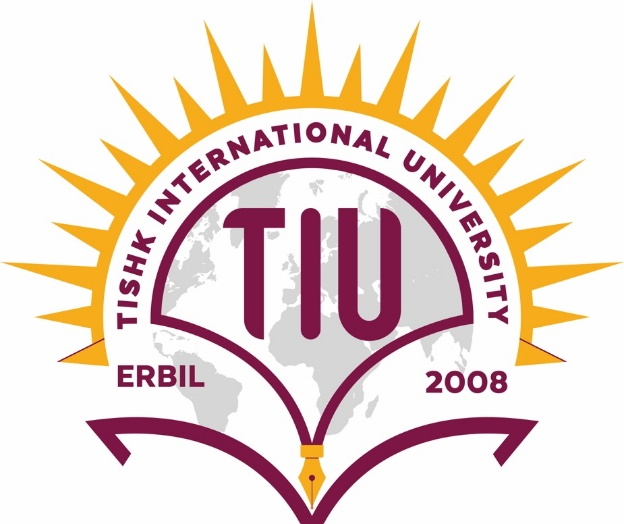 TISHK INTERNATIONAL UNIVERSITY
TIU
ERBIL
2008